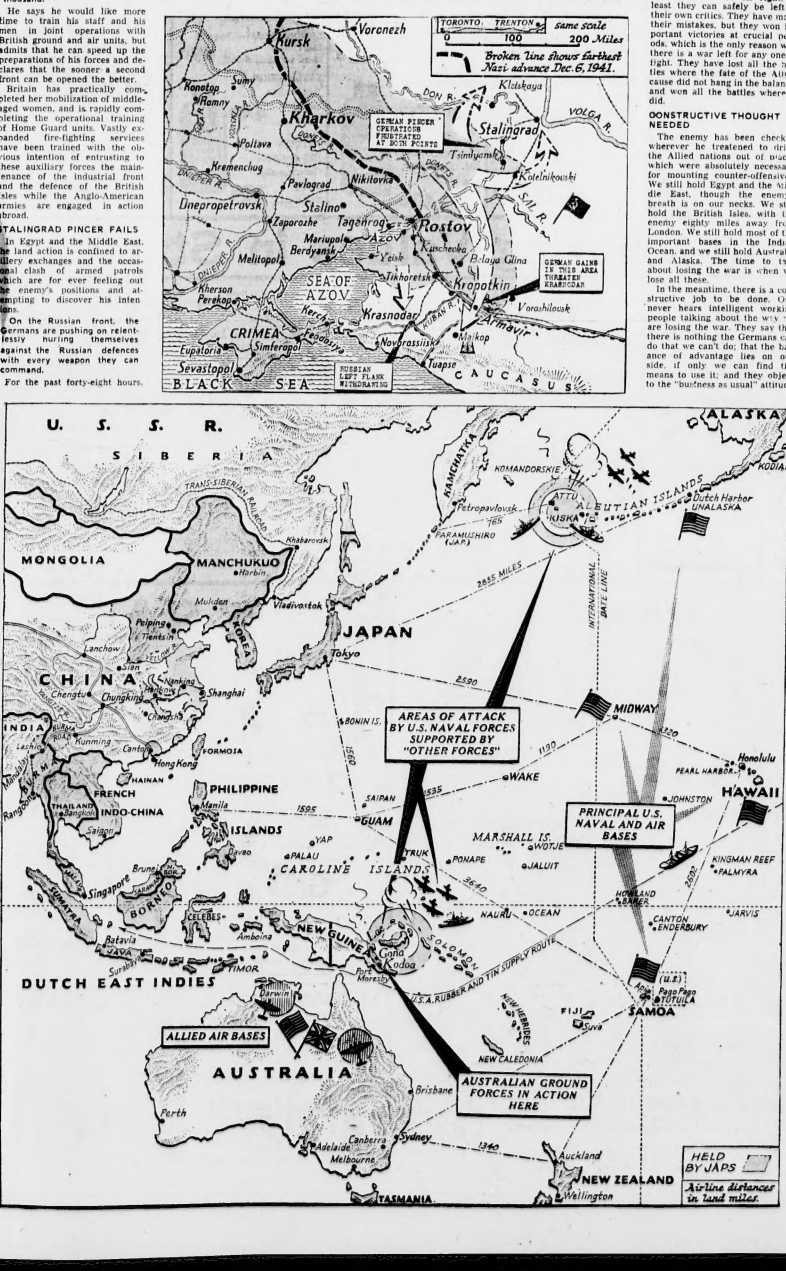 He says he would like more
time to train his staff and his
men in joint operations with
British ground and air units, but
admits that he can speed up the
preparations of his forces and de-
clares that the sooner a second
front can be opened the better.
Britain has practically com-
pleted her mobilization of middle-
aged women, and is rapidly com-
pleting the operational training
of Home Guard units. Vastly ex-
panded fire-fighting services
have been trained with the ob-
vious intention of entrusting to
these auxiliary forces the main-
tenance of the industrial front
and the defence of the British
Isles while the Anglo-American
armies are engaged in action
abroad.
STALINGRAD PINCER FAILS
In Egypt and the Middle East,
the land action is confined to ar-
tillery exchanges and the occas-
ional clash of armed patrols
which are for ever feeling out
the enemy's positions and at-
tempting to discover his inten-
tions.
On the Russian front, the
Germans are pushing on relent-
lessly hurling themselves
against the Russian defences
with every weapon they can
command.
For the past forty-eight hours,
TORONTO. TRENTON same scale
0 100 200 Miles
Broken line shows farthest
Nazi advance Dec. 6, 1941.
Voronezh
Kursk
Konotop
Sumy
Romny
Kharkov
DON R.
Kletskaya
VOLGA R.
GERMAN PINCER
OPERATIONS
FRUSTRATED
AT BOTH POINTS
Stalingrad
Poltava
DONETS R.
Tsimlyansk
Kremenchug
DNIEPER R.
Pavlograd
Nikitovka
Kotelnikovski
SAL R.
Dnepropetrovsk
Stalino
Zaporozhe
Taganrog
Rostov
Mariupol
AZOV
Berdyansk
Melitopol
Yeisk
Kuschevka
Belaya Glina
GERMAN GAINS
IN THIS AREA
THREATEN
KRASNODAR
DNIEPER R.
SEA OF
AZOV
Tikhoretsk
Kropotkin
Kherson
Perekop
Kerch
Krasnodar
KUBAN R.
Voroshilovsk
Armavir
CRIMEA
Feodosia
Novorossiisk
Maikop
Eupatoria
Simferopol
Sevastopol
RUSSIAN
LEFT FLANK
WITHDRAWING
Tuapse
CAUCASUS
BLACK SEA
least they can safely be left
their own critics. They have
their mistakes, but they won
portant victories at crucial
ods, which is the only reason
there is a war left for any
fight. They have lost all the
tles where the fate of the
cause did not hang in the
and won all the battles where
did.
CONSTRUCTIVE THOUGHT
NEEDED
The enemy has been
wherever he treatened to
the Allied nations out of
which were absolutely
for mounting
We still hold Egypt and the
dle East, though the
breath is on our necks. We
hold the British Isles, with
enemy eighty miles away
London. We still hold most of
important bases in the
Ocean, and we still hold
and Alaska. The time to
about losing the war is when
lose all these.
In the meantime, there is a
structive job to be done.
never hears intelligent
people talking about the
are losing the war. They say
there is nothing the Germans
do that we can't do; that the
ance of advantage lies on
side, if only we can find
means to use it; and they
to the "business as usual"
U. S. S. R.
SIBERIA
ALASKA
TRANS-SIBERIAN RAILROAD
KAMCHATKA
KOMANDORSKIE
Petropavlovsk
765
PARAMUSHIRO
(JAP.)
ATTU
KISKA
ALEUTIAN ISLANDS
Dutch Harbor
UNALASKA
MONGOLIA
MANCHUKUO
Harbin
Khabarovsk
Mukden
Vladivostok
KOREA
2835 MILES
INTERNATIONAL
DATE LINE
Peiping
Tientsin
YELLOW R.
JAPAN
Tokyo
Lanchow
Sian
CHINA
Nanking
Hankow
Chengtu
Chungking
Shanghai
Changsha
2590
MIDWAY
AREAS OF ATTACK
BY U.S. NAVAL FORCES
SUPPORTED BY
"OTHER FORCES"
BONIN IS.
1560
1190
1320
INDIA
BURMA
ROAD
Lashio
Kunming
Canton
Hong Kong
FORMOSA
Mandalay
BURMA
Rangoon
HAINAN
FRENCH
INDO-CHINA
THAILAND
Bangkok
Saigon
PHILIPPINE
ISLANDS
Manila
Davao
1595
SAIPAN
GUAM
1535
WAKE
PEARL HARBOR
Honolulu
HAWAII
JOHNSTON
PRINCIPAL U.S.
NAVAL AND AIR
BASES
YAP
PALAU
TRUK
PONAPE
CAROLINE ISLANDS
MARSHALL IS.
WOTJE
JALUIT
KINGMAN REEF
PALMYRA
MALAYA
Singapore
SUMATRA
Brunei
BORNEO
CELEBES
3640
NAURU
OCEAN
HOWLAND
BAKER
2602
CANTON
ENDERBURY
JARVIS
Batavia
JAVA
Surabaya
Amboina
TIMOR
NEW GUINEA
Lae
Gona
Kodoa
Port
Moresby
SOLOMON
U.S.A. RUBBER AND TIN SUPPLY ROUTE
DUTCH EAST INDIES
(U.S.)
Apia
Pago Pago
TUTUILA
SAMOA
Darwin
ALLIED AIR BASES
NEW HEBRIDES
FIJI
Suva
NEW CALEDONIA
AUSTRALIA
AUSTRALIAN GROUND
FORCES IN ACTION
HERE
Brisbane
Perth
Adelaide
Canberra
Sydney
Melbourne
1340
Auckland
TASMANIA
NEW ZEALAND
Wellington
HELD
BY JAPS
Airline distances
in land miles.